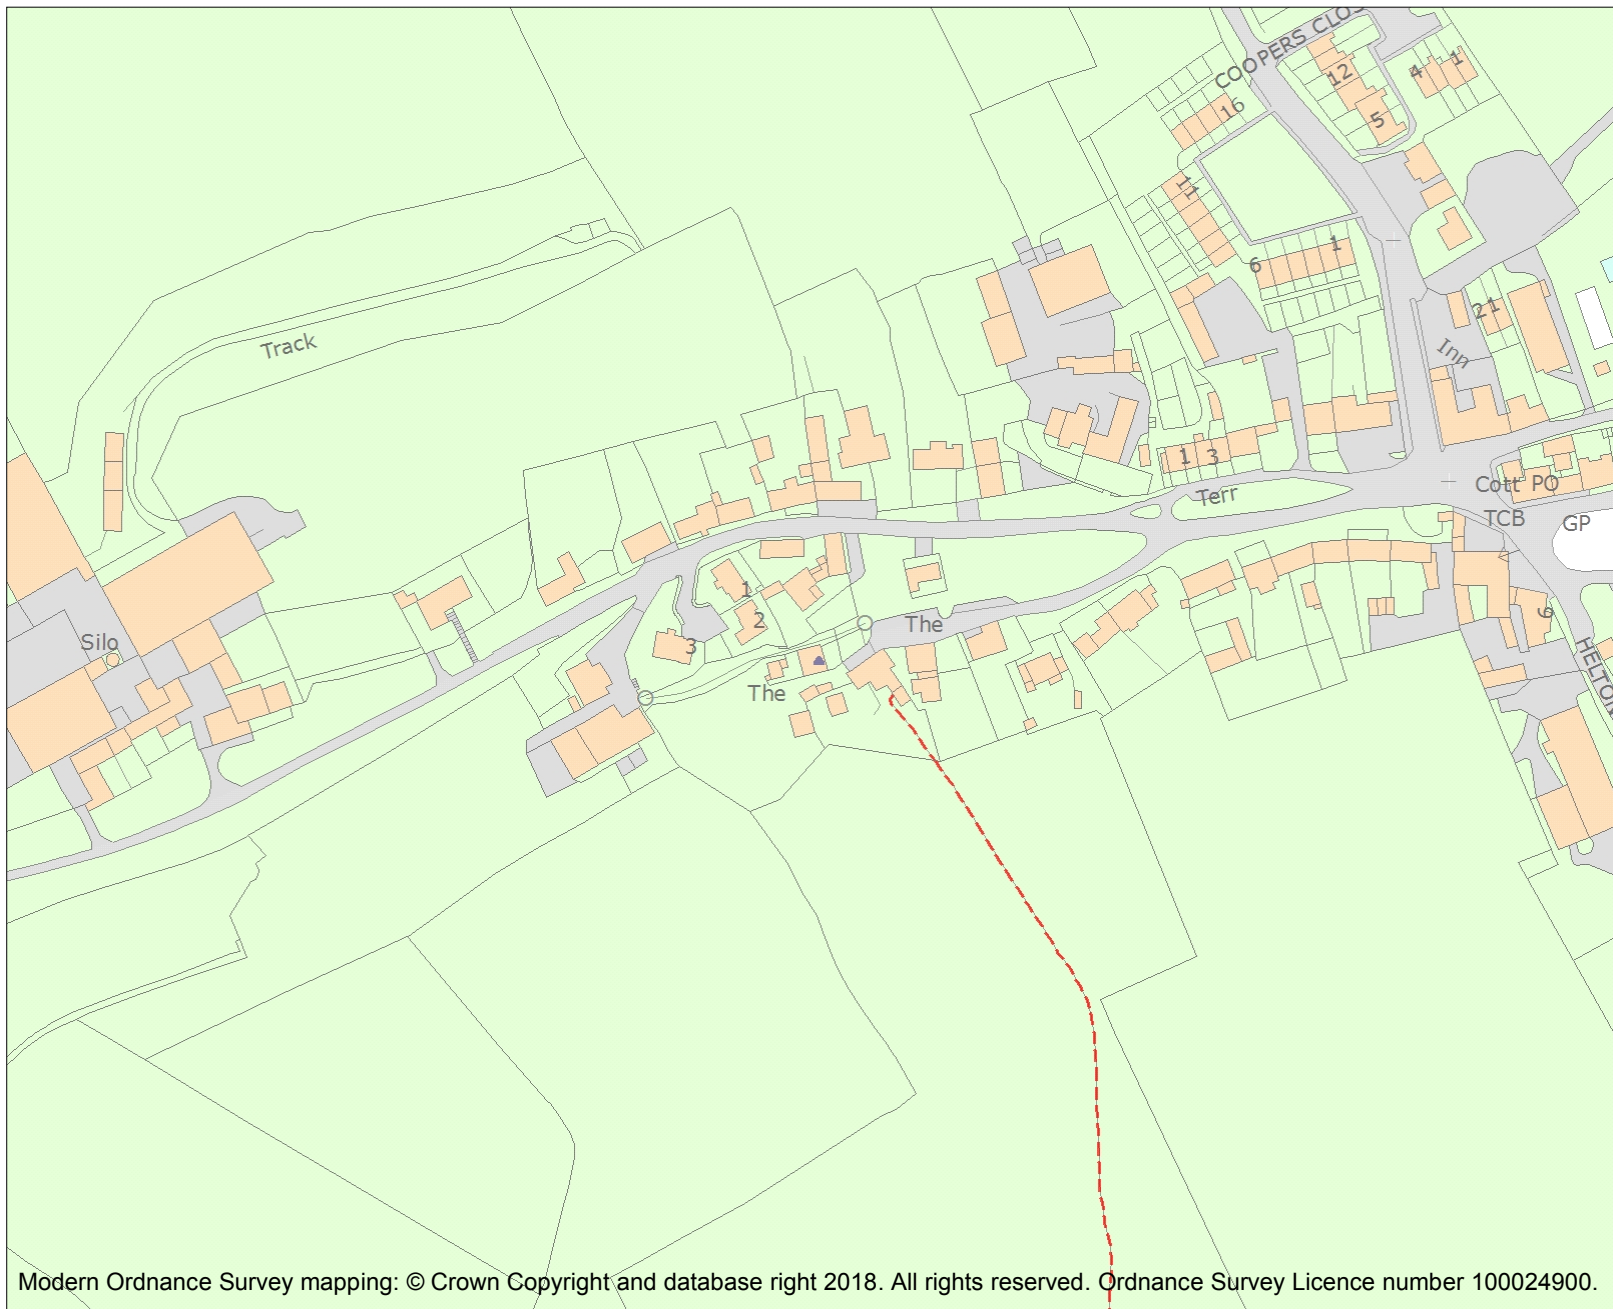 COOPERS CLOS
12
4
1
16
5
11
1
6
21
Track
Inn
1
3
Terr
Cott PO
TCB
GP
1
2
The
9
Silo
3
The
HELTON
Modern Ordnance Survey mapping: © Crown Copyright and database right 2018. All rights reserved. Ordnance Survey Licence number 100024900.